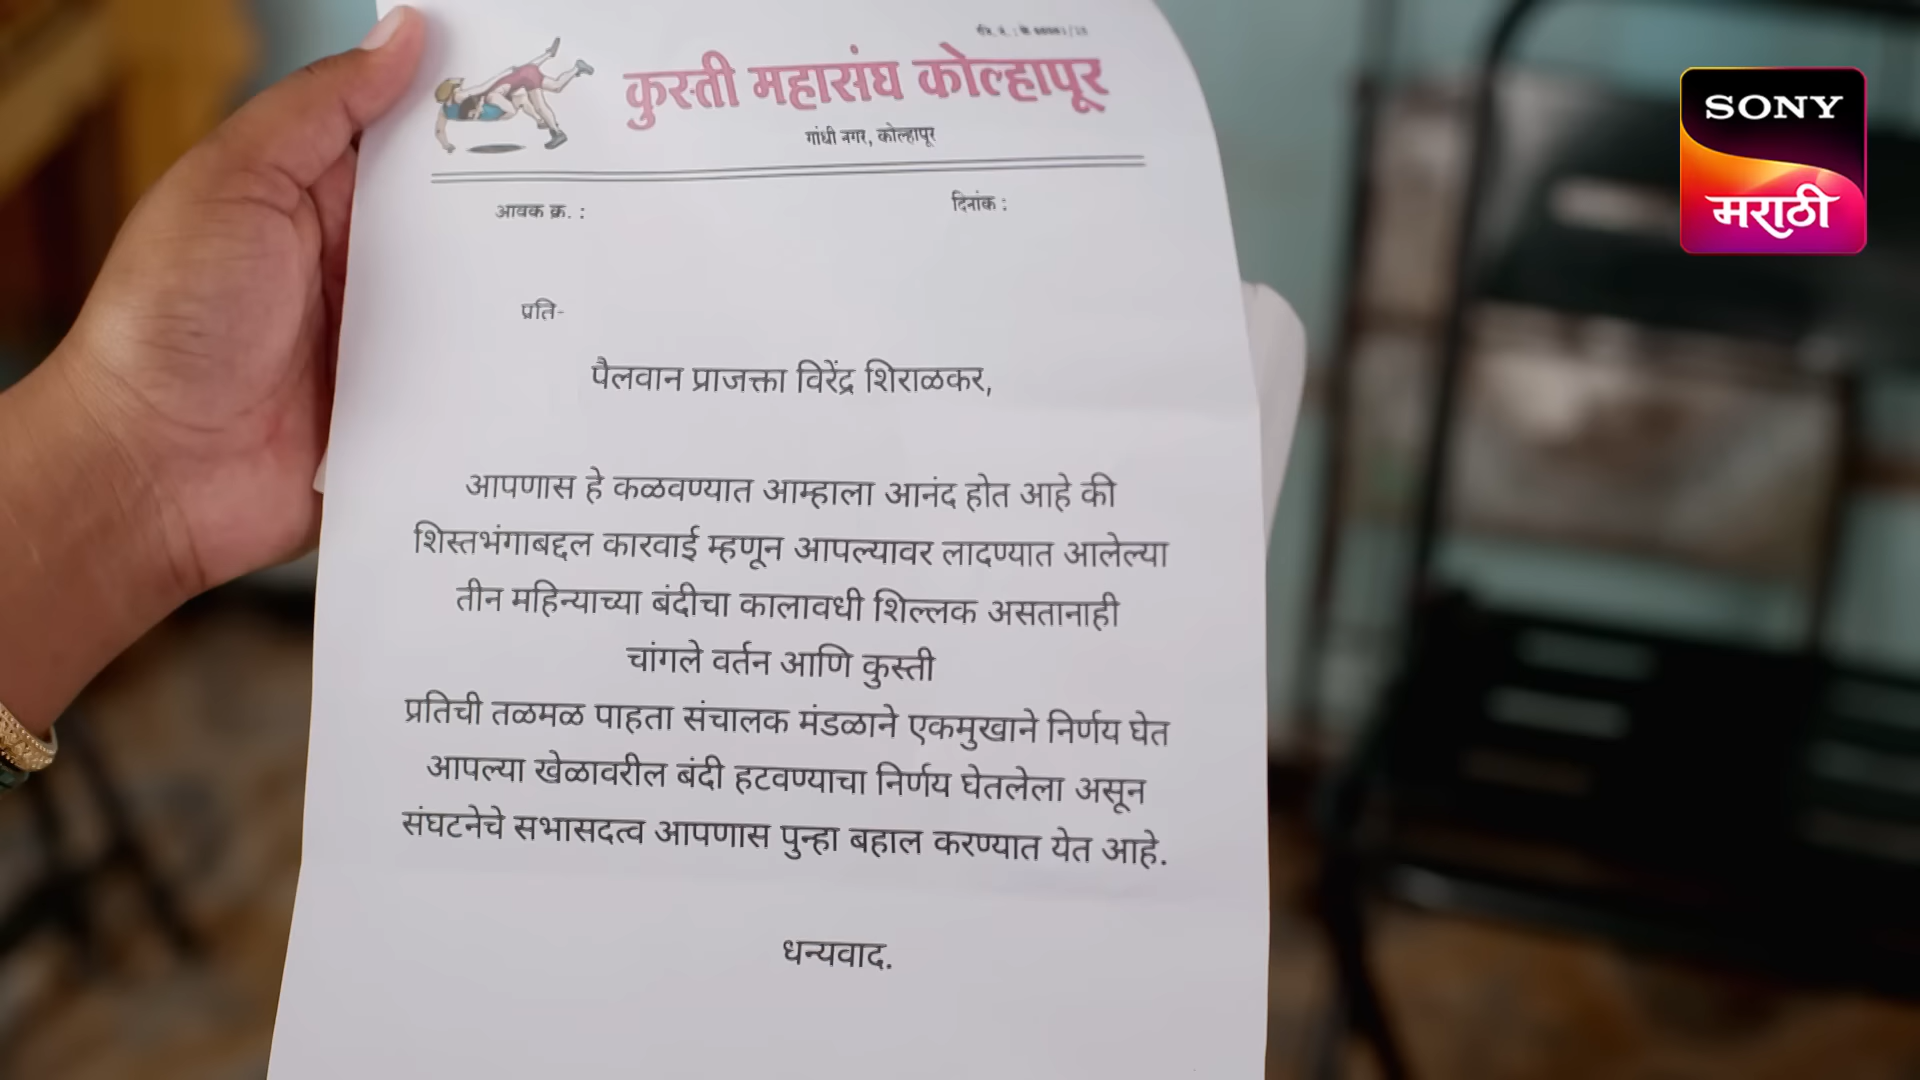 कुस्ती महासंघ कोल्हापूर
गांधी नगर, कोल्हापूर
आवक क्र. :
दिनांक :
SONY
मराठी
प्रति-
पैलवान प्राजक्ता विरेंद्र शिराळकर,
आपणास हे कळवण्यात आम्हाला आनंद होत आहे की
शिस्तभंगाबद्दल कारवाई म्हणून आपल्यावर लादण्यात आलेल्या
तीन महिन्याच्या बंदीचा कालावधी शिल्लक असतानाही
चांगले वर्तन आणि कुस्ती
प्रतिची तळमळ पाहता संचालक मंडळाने एकमुखाने निर्णय घेत
आपल्या खेळावरील बंदी हटवण्याचा निर्णय घेतलेला असून
संघटनेचे सभासदत्व आपणास पुन्हा बहाल करण्यात येत आहे.
धन्यवाद.